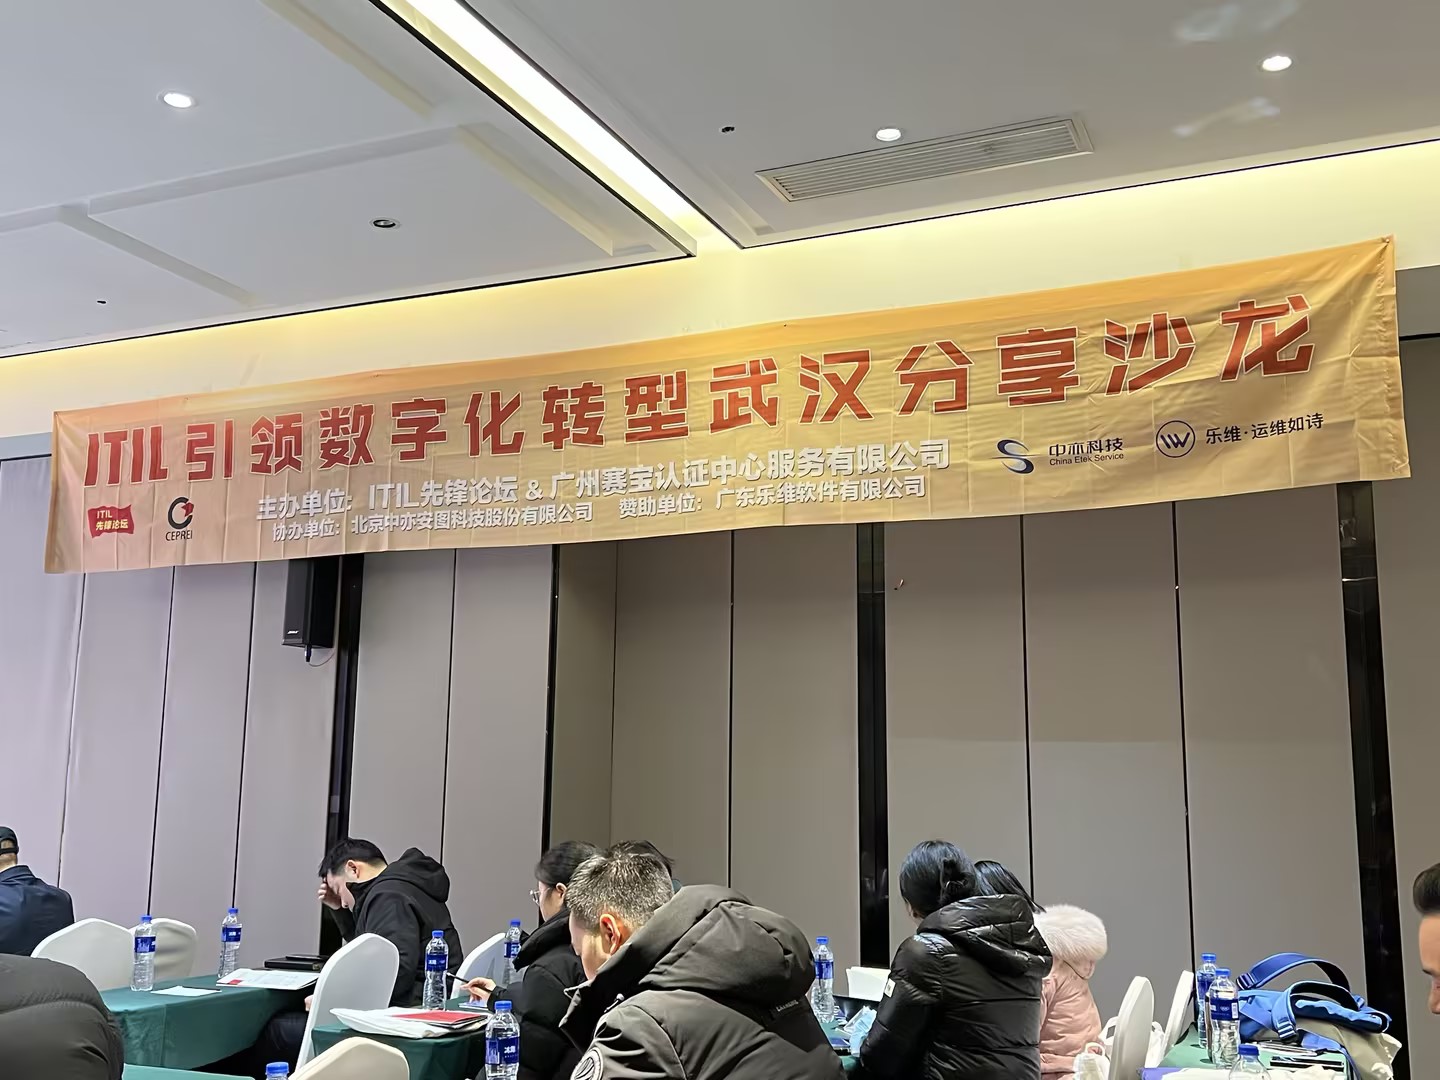 ITIL引领数字化转型武汉分享沙龙
主办单位：ITIL先锋论坛 & 广州赛宝认证中心服务有限公司
协办单位：北京中亦安图科技股份有限公司 赞助单位：广东乐维软件有限公司
ITIL
先锋论坛
CEPREI
中亦科技
China Etek Service
乐维·运维如诗